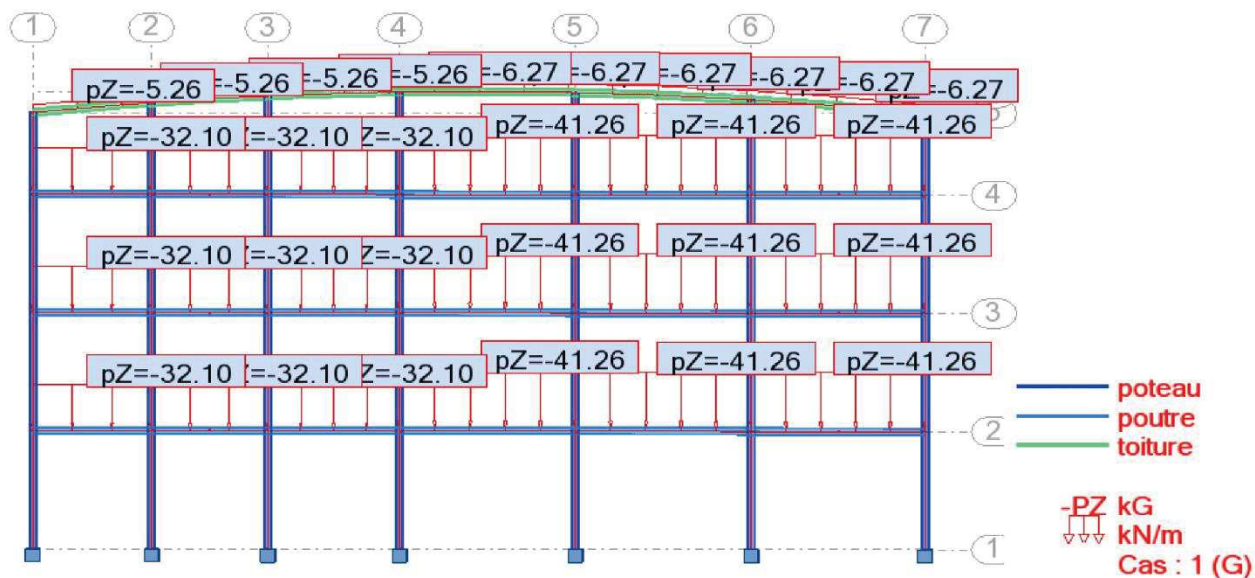 1 2 3 4 5 6 7
pZ=-5.26 =-5.26 =-5.26 =-5.26 =-6.27 =-6.27 =-6.27 =-6.27 =-6.27 pZ=-6.27
pZ=-32.10 Z=-32.10 Z=-32.10 pZ=-41.26 pZ=-41.26 pZ=-41.26
4
pZ=-32.10 Z=-32.10 Z=-32.10 pZ=-41.26 pZ=-41.26 pZ=-41.26
3
pZ=-32.10 Z=-32.10 Z=-32.10 pZ=-41.26 pZ=-41.26 pZ=-41.26
2
1
poteau
poutre
toiture
-PZ kG
kN/m
Cas : 1 (G)